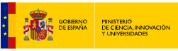 GOBIERNO
DE ESPAÑA
MINISTERIO
DE CIENCIA, INNOVACIÓN
Y UNIVERSIDADES